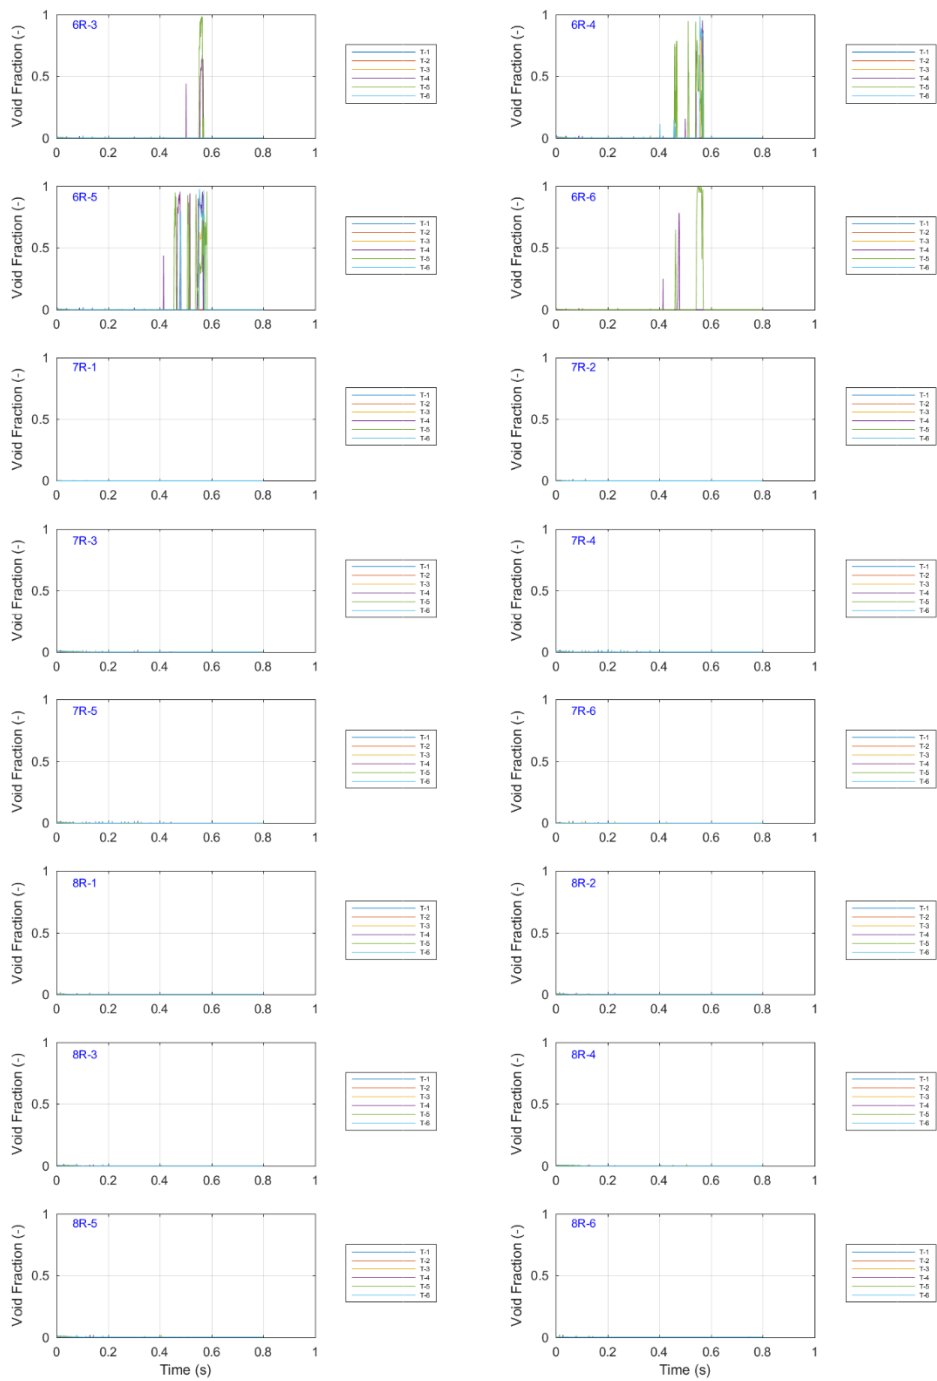 Void Fraction (-)
1
0.5
0
6R-3
0 0.2 0.4 0.6 0.8 1
T-1
T-2
T-3
T-4
T-5
T-6
Void Fraction (-)
1
0.5
0
6R-4
0 0.2 0.4 0.6 0.8 1
T-1
T-2
T-3
T-4
T-5
T-6
Void Fraction (-)
1
0.5
0
6R-5
0 0.2 0.4 0.6 0.8 1
T-1
T-2
T-3
T-4
T-5
T-6
Void Fraction (-)
1
0.5
0
6R-6
0 0.2 0.4 0.6 0.8 1
T-1
T-2
T-3
T-4
T-5
T-6
Void Fraction (-)
1
0.5
0
7R-1
0 0.2 0.4 0.6 0.8 1
T-1
T-2
T-3
T-4
T-5
T-6
Void Fraction (-)
1
0.5
0
7R-2
0 0.2 0.4 0.6 0.8 1
T-1
T-2
T-3
T-4
T-5
T-6
Void Fraction (-)
1
0.5
0
7R-3
0 0.2 0.4 0.6 0.8 1
T-1
T-2
T-3
T-4
T-5
T-6
Void Fraction (-)
1
0.5
0
7R-4
0 0.2 0.4 0.6 0.8 1
T-1
T-2
T-3
T-4
T-5
T-6
Void Fraction (-)
1
0.5
0
7R-5
0 0.2 0.4 0.6 0.8 1
T-1
T-2
T-3
T-4
T-5
T-6
Void Fraction (-)
1
0.5
0
7R-6
0 0.2 0.4 0.6 0.8 1
T-1
T-2
T-3
T-4
T-5
T-6
Void Fraction (-)
1
0.5
0
8R-1
0 0.2 0.4 0.6 0.8 1
T-1
T-2
T-3
T-4
T-5
T-6
Void Fraction (-)
1
0.5
0
8R-2
0 0.2 0.4 0.6 0.8 1
T-1
T-2
T-3
T-4
T-5
T-6
Void Fraction (-)
1
0.5
0
8R-3
0 0.2 0.4 0.6 0.8 1
T-1
T-2
T-3
T-4
T-5
T-6
Void Fraction (-)
1
0.5
0
8R-4
0 0.2 0.4 0.6 0.8 1
T-1
T-2
T-3
T-4
T-5
T-6
Void Fraction (-)
1
0.5
0
8R-5
0 0.2 0.4 0.6 0.8 1
Time (s)
T-1
T-2
T-3
T-4
T-5
T-6
Void Fraction (-)
1
0.5
0
8R-6
0 0.2 0.4 0.6 0.8 1
Time (s)
T-1
T-2
T-3
T-4
T-5
T-6